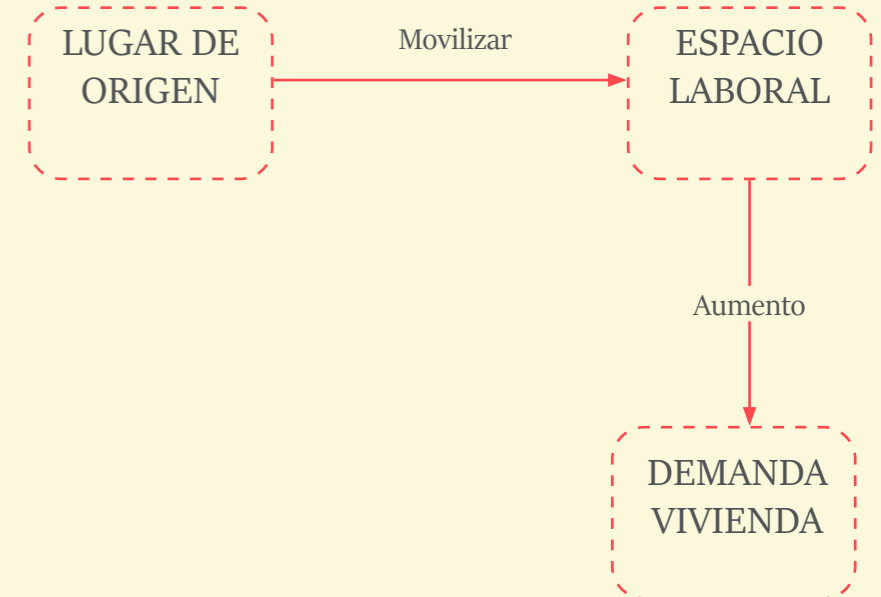 LUGAR DE
ORIGEN
Movilizar
ESPACIO
LABORAL
Aumento
DEMANDA
VIVIENDA